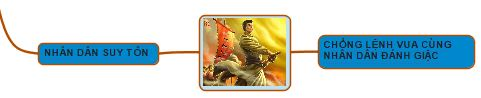 NHÂN DÂN SUY TÔN
CHỐNG LỆNH VUA CÙNG
NHÂN DÂN ĐÁNH GIẶC